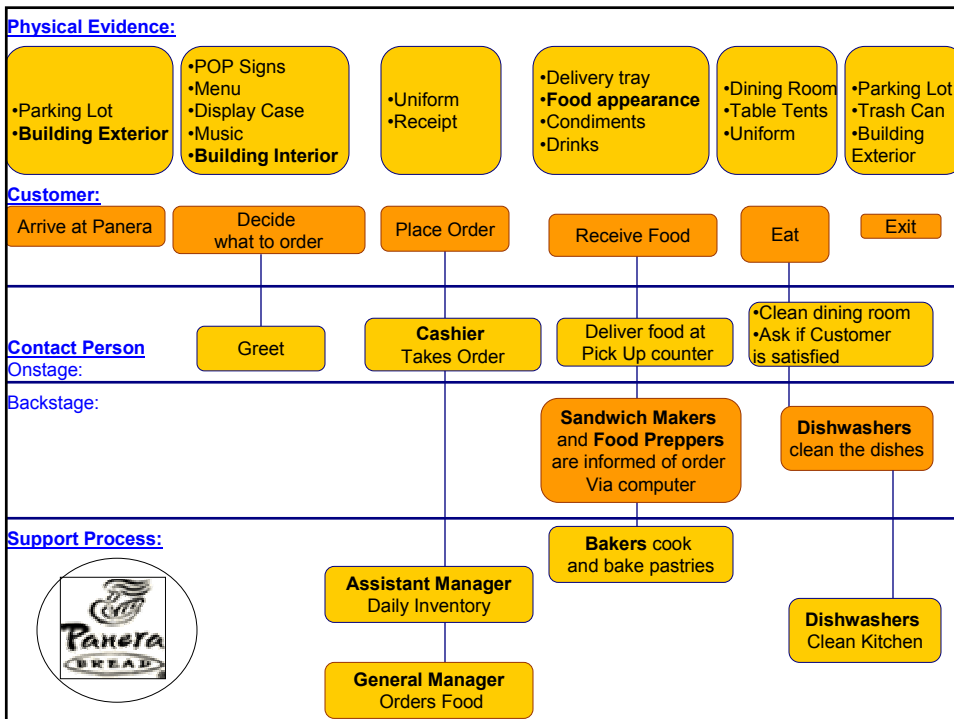 Physical Evidence:
•Parking Lot
•Building Exterior
•POP Signs
•Menu
•Display Case
•Music
•Building Interior
•Uniform
•Receipt
•Delivery tray
•Food appearance
•Condiments
•Drinks
•Dining Room
•Table Tents
•Uniform
•Parking Lot
•Trash Can
•Building
Exterior
Customer:
Arrive at Panera
Decide
what to order
Place Order
Receive Food
Eat
Exit
Contact Person
Onstage:
Greet
Cashier
Takes Order
Deliver food at
Pick Up counter
•Clean dining room
•Ask if Customer
is satisfied
Backstage:
Sandwich Makers
and Food Preppers
are informed of order
Via computer
Dishwashers
clean the dishes
Support Process:
Bakers cook
and bake pastries
Assistant Manager
Daily Inventory
Dishwashers
Clean Kitchen
General Manager
Orders Food
Panera
BREAD